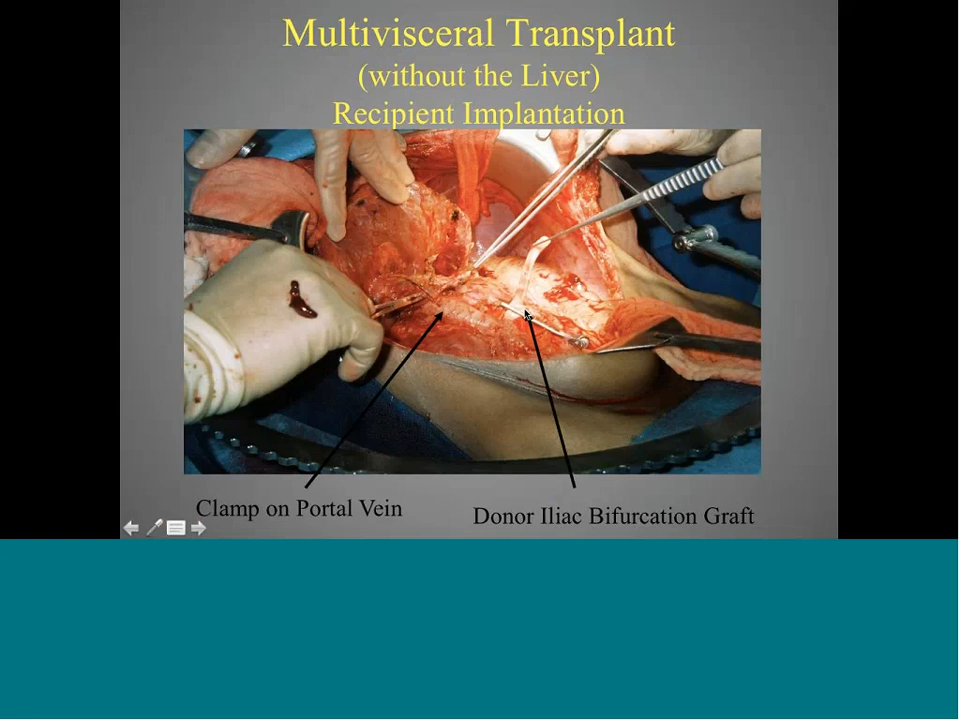 Multivisceral Transplant
(without the Liver)
Recipient Implantation
Clamp on Portal Vein
Donor Iliac Bifurcation Graft